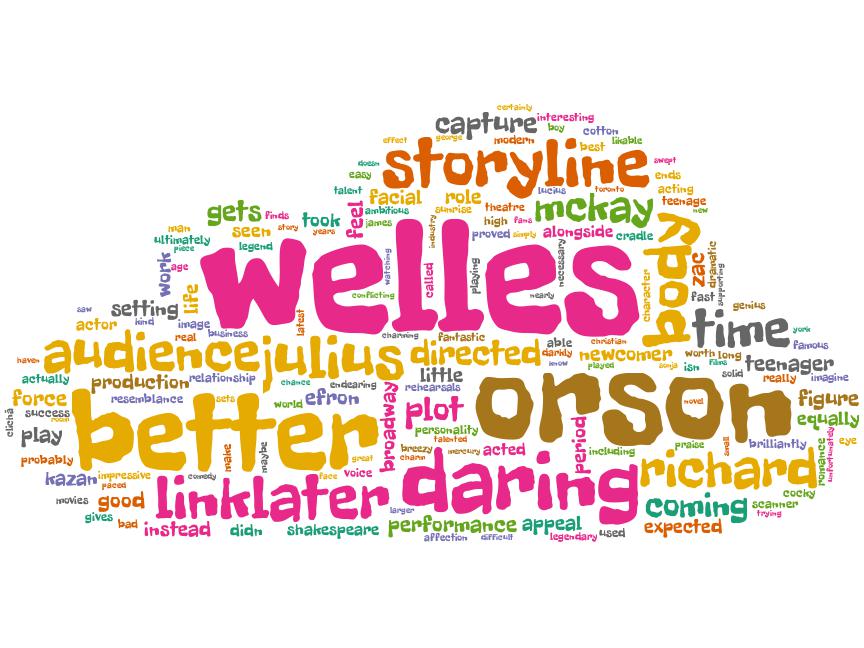 certainly
capture interesting
boy cotton
effect george modern best likable
doesn storyline swept
easy ends
talent facial role lucius toronto acting
gets finds took feel ambitious sunrise theatre mckay teenage
new
man seen story years james industry high fans
ultimately legend proved simply alongside cradle
piece
work age welles watching called playing necessary body zac dramatic
supporting
life conflicting nearly character fast
saw setting latest genius
actor kind image business charming fantastic able christian time york
real famous
audience julius directed darkly newcomer worth long
haven know played sonja isn films teenager
actually production relationship chance endearing little solid really imagine
force resemblance sets world efron rehearsals orson novel figure
success better broadway plot equally
room
clichã play personality period
talented
probably make maybe great breezy mercury acted including praise small brilliantly eye
charm
kazan impressive comedy face voice daring richard romance unfortunately
movies paced linklater cocky
good larger coming scanner
gives bad trying
instead didn shakespeare performance appeal expected
affection difficult legendary used